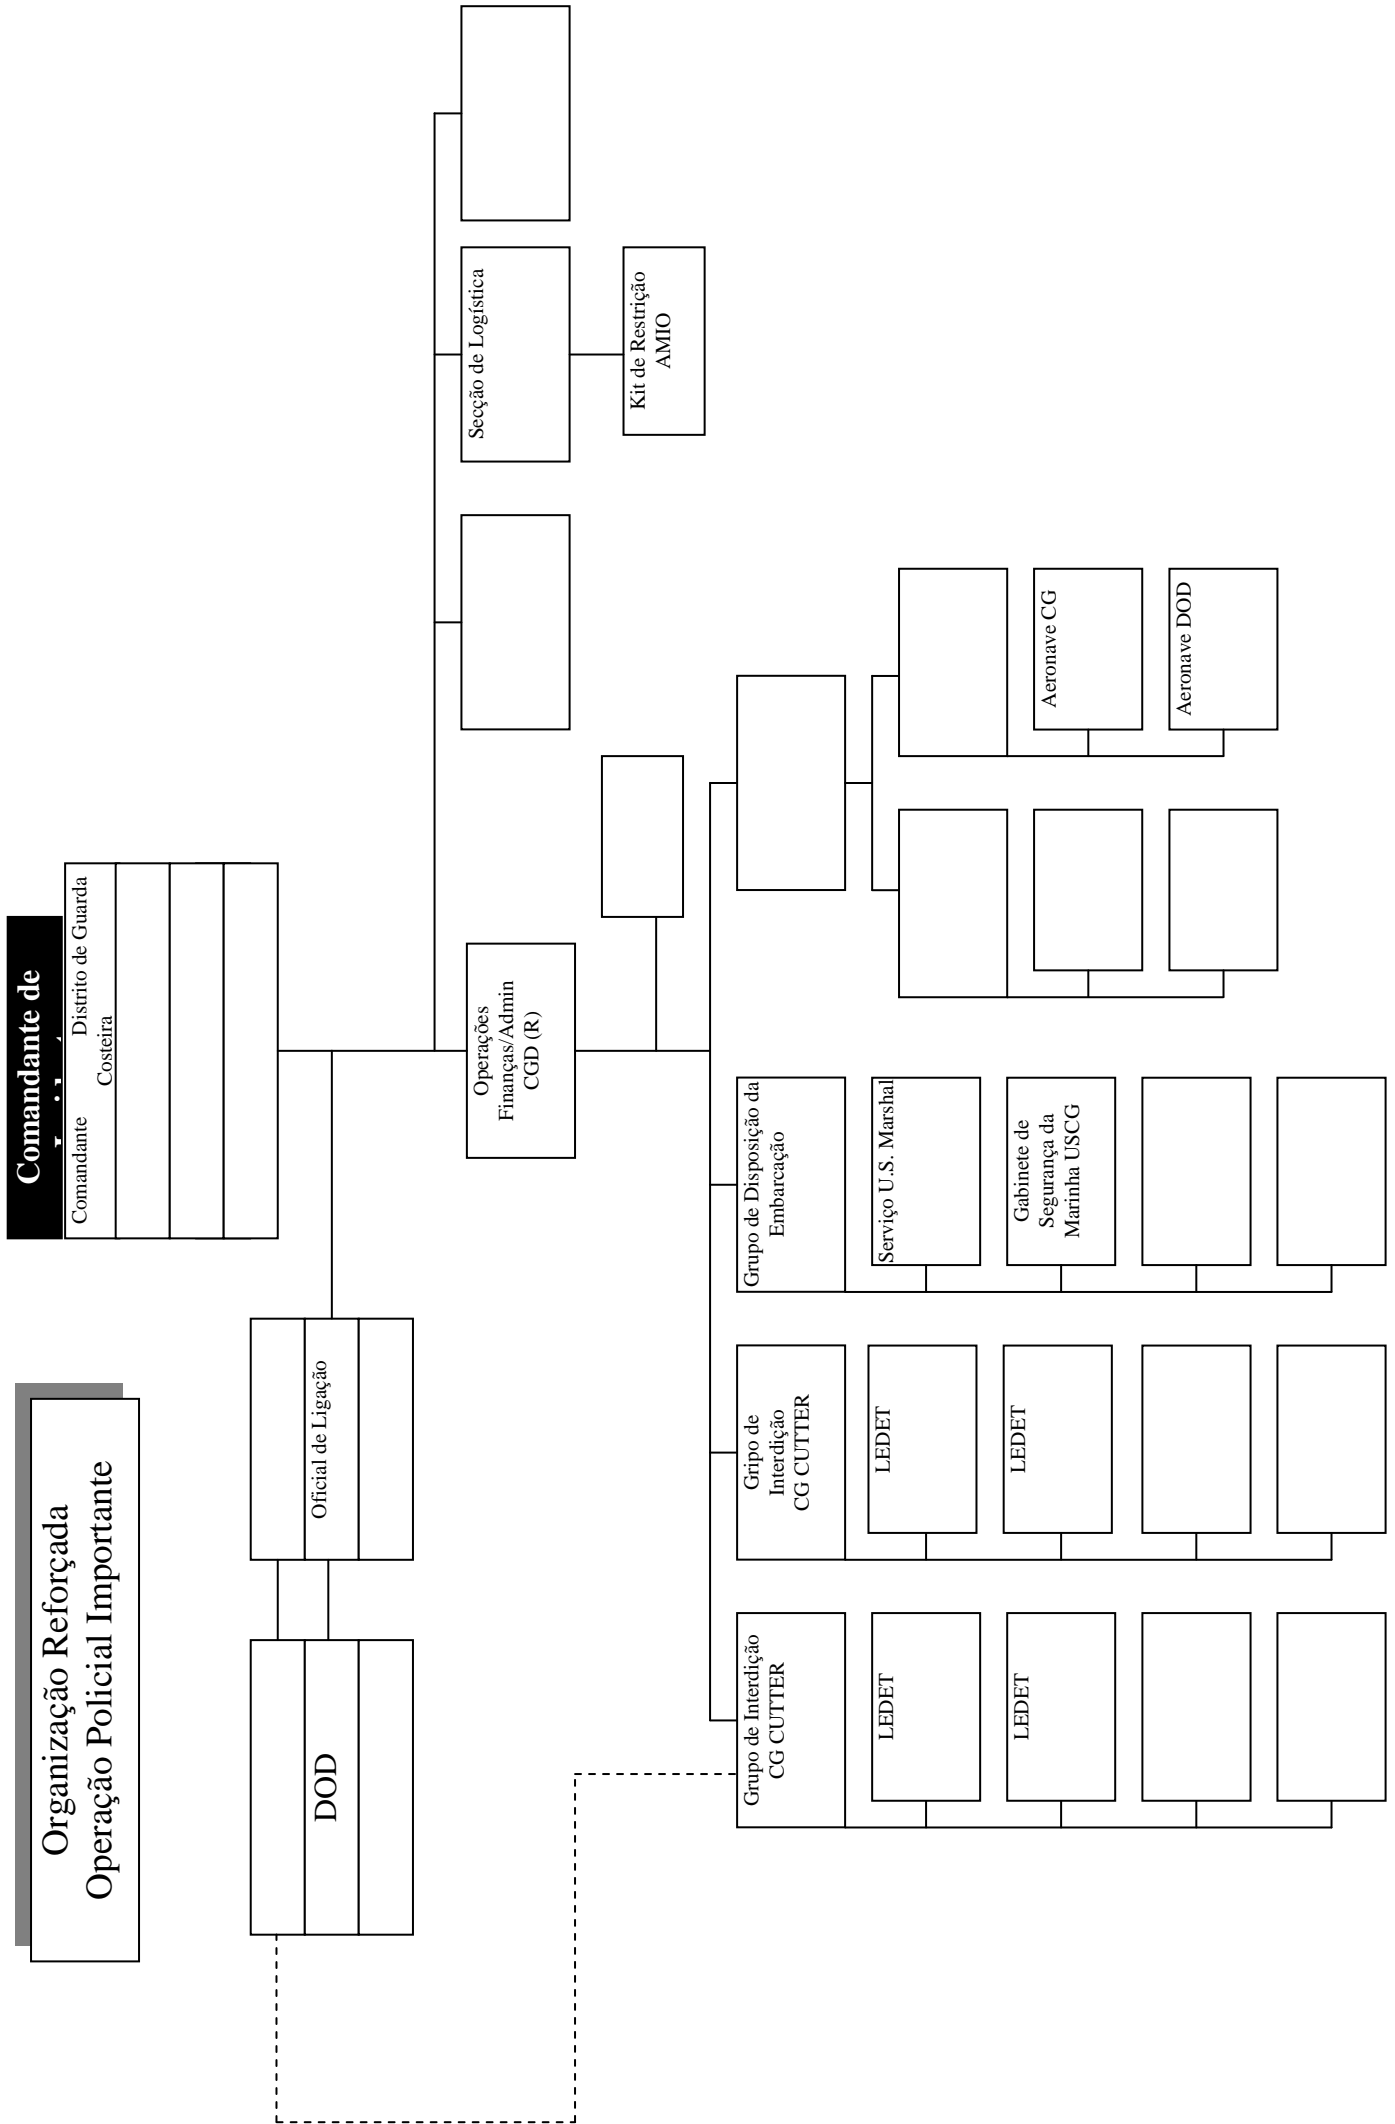 Organização Reforçada
Operação Policial Importante
Comandante de
Comandante Distrito de Guarda
Costeira
DOD
Oficial de Ligação
Operações
Finanças/Admin
CGD (R)
Secção de Logística
Kit de Restrição
AMIO
Grupo de Interdição
CG CUTTER
LEDET
LEDET
Gripo de
Interdição
CG CUTTER
LEDET
LEDET
Grupo de Disposição da
Embarcação
Serviço U.S. Marshal
Gabinete de
Segurança da
Marinha USCG
Aeronave CG
Aeronave DOD